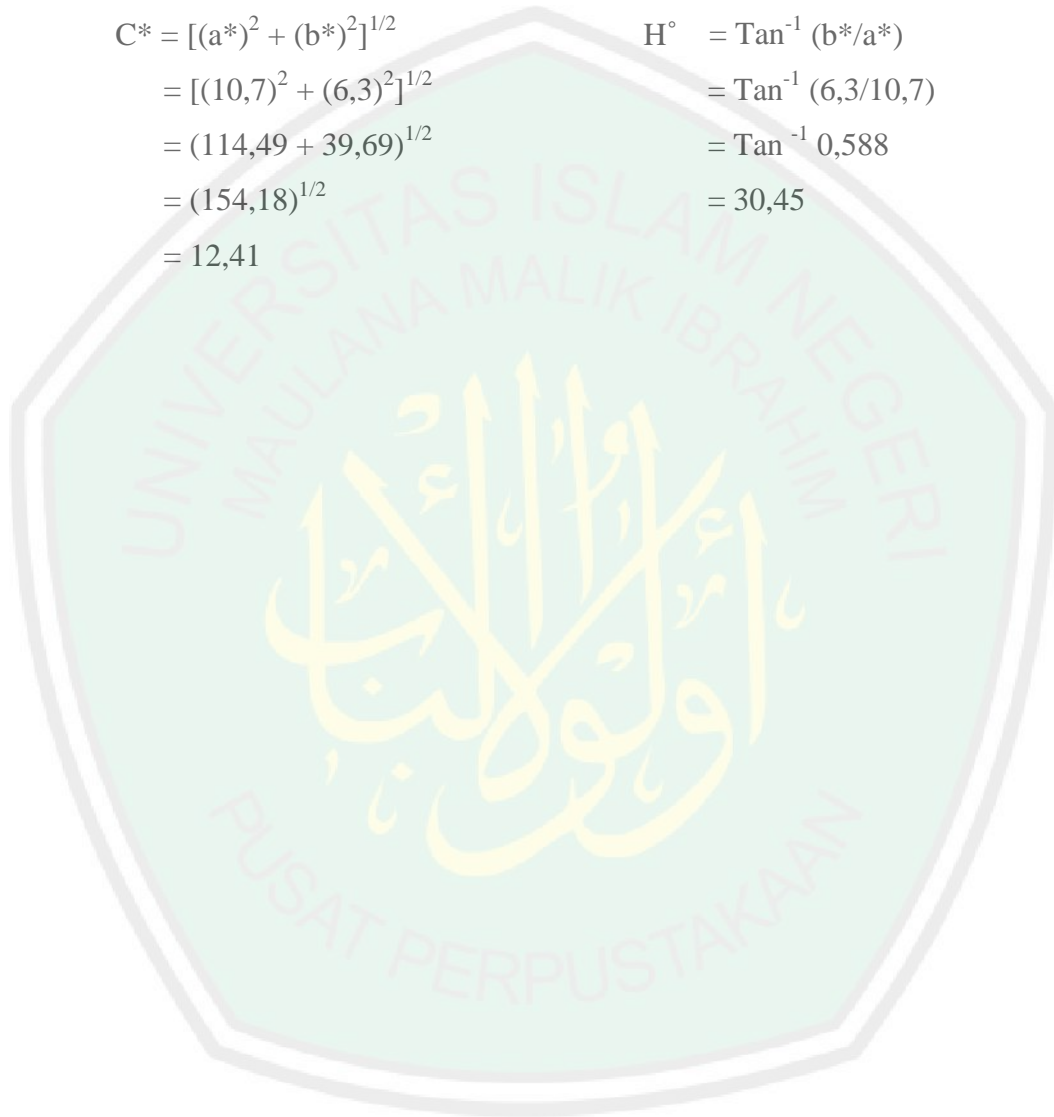 C* = [(a*)² + (b*)²]¹/² H° = Tan⁻¹ (b*/a*)
= [(10,7)² + (6,3)²]¹/² = Tan⁻¹ (6,3/10,7)
= (114,49 + 39,69)¹/² = Tan ⁻¹ 0,588
= (154,18)¹/² = 30,45
= 12,41
UNIVERSITAS ISLAM NEGERI
MAULANA MALIK IBRAHIM
أولوا الألباب
PUSAT PERPUSTAKAAN